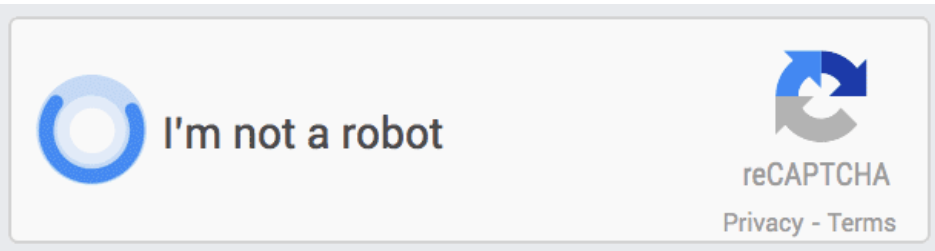 I'm not a robot
reCAPTCHA
Privacy - Terms